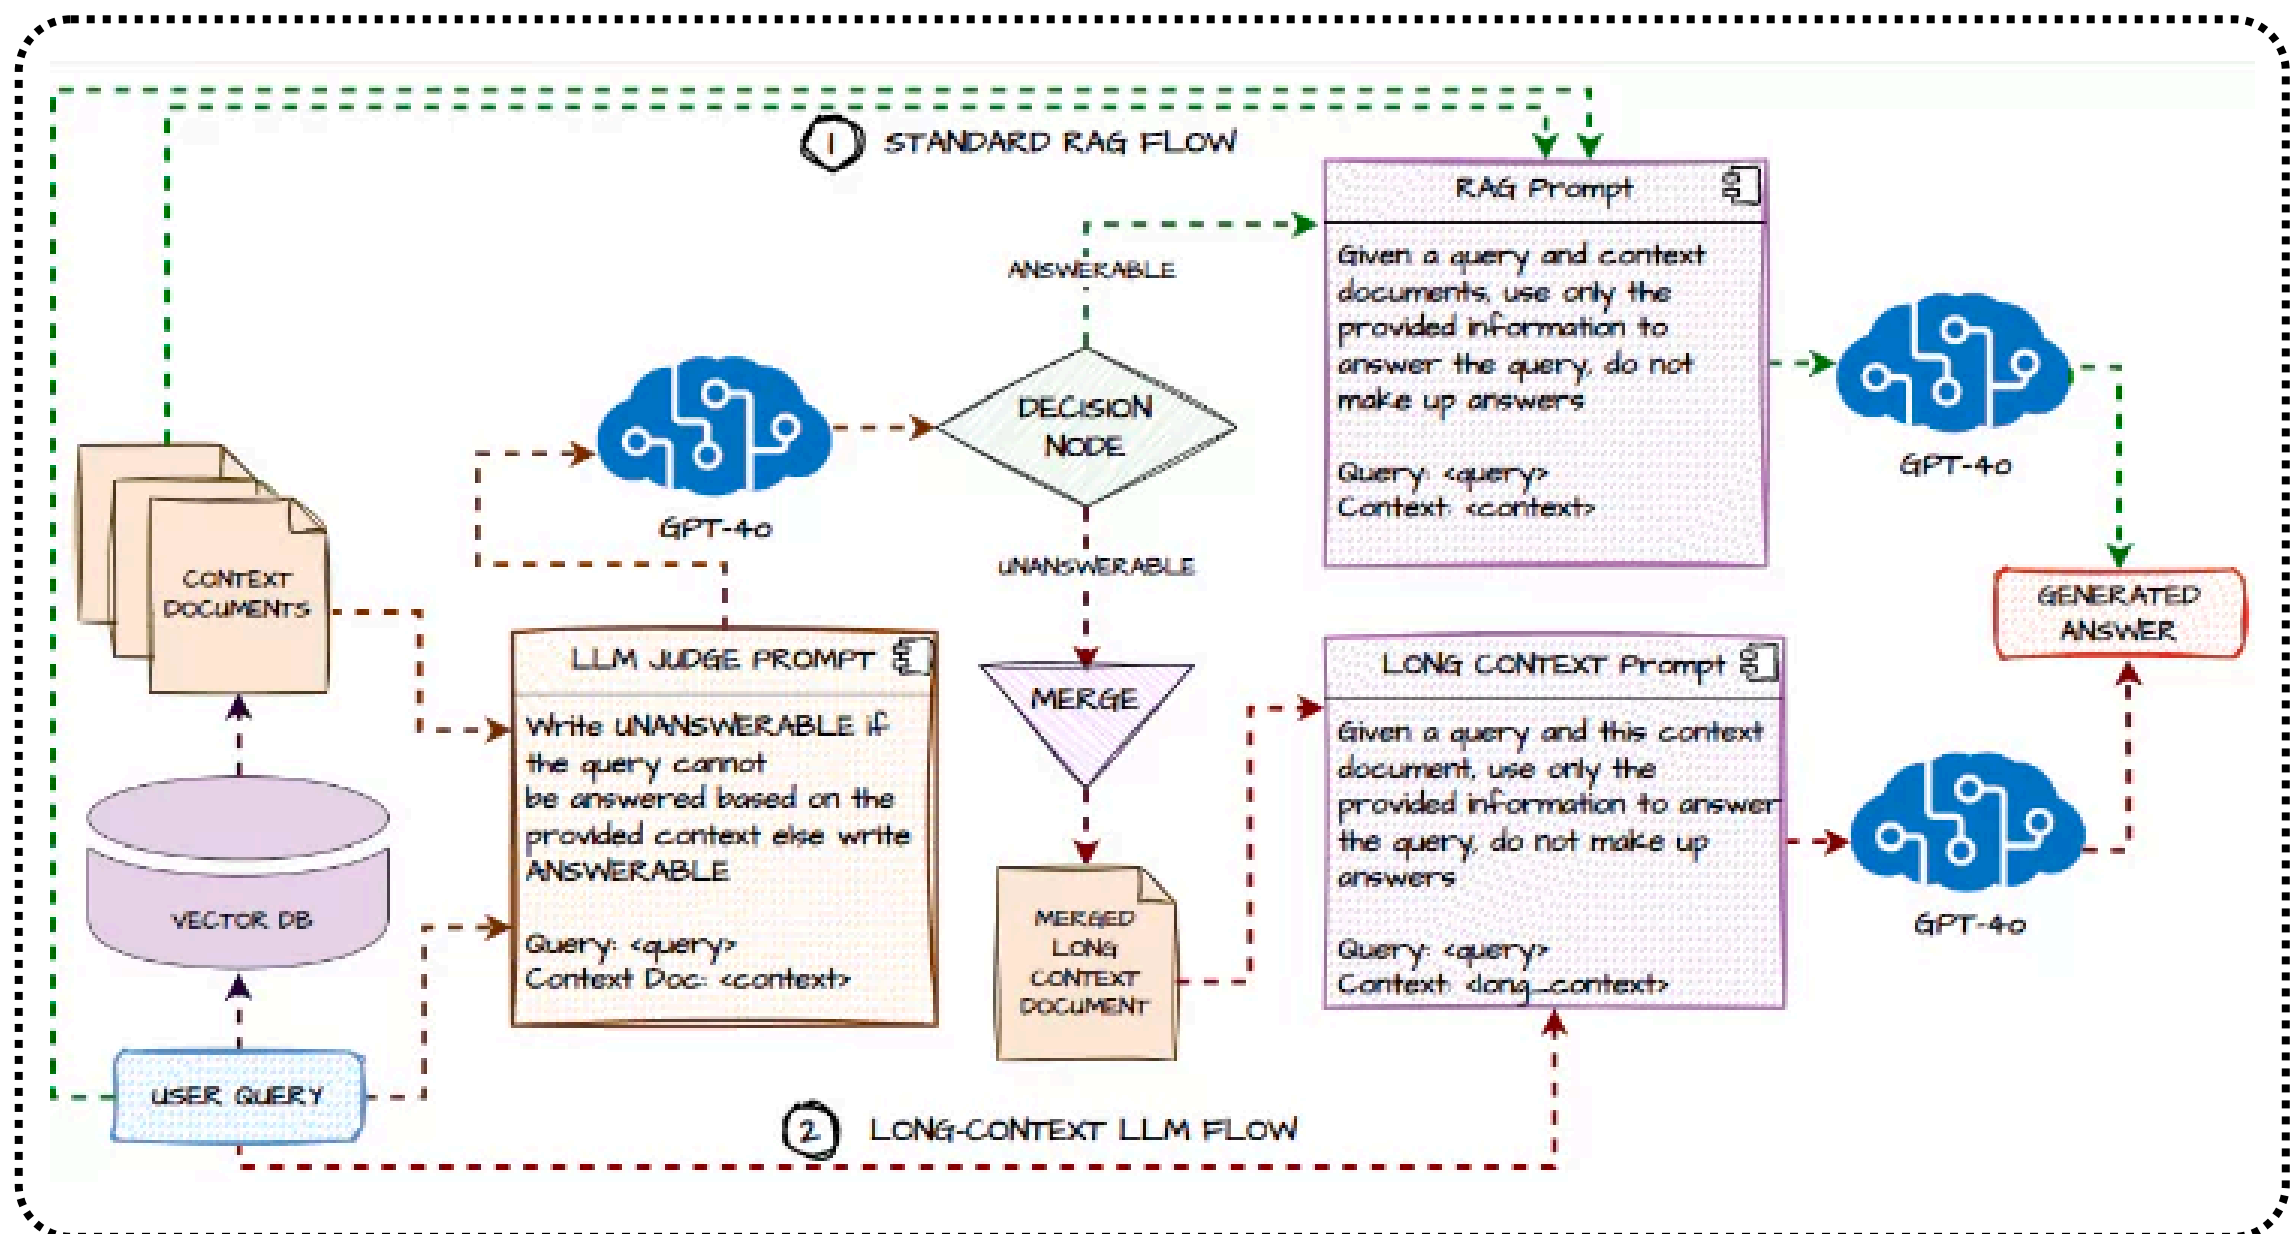 1 STANDARD RAG FLOW
RAG Prompt
Given a query and context
documents, use only the
provided information to
answer the query, do not
make up answers
Query: <query>
Context: <context>
ANSWERABLE
DECISION
NODE
UNANSWERABLE
GPT-4o
GPT-4o
CONTEXT
DOCUMENTS
GENERATED
ANSWER
LLM JUDGE PROMPT
Write UNANSWERABLE if
the query cannot
be answered based on the
provided context else write
ANSWERABLE
Query: <query>
Context Doc: <context>
MERGE
LONG CONTEXT Prompt
Given a query and this context
document, use only the
provided information to answer
the query, do not make up
answers
Query: <query>
Context: <long_context>
VECTOR DB
MERGED
LONG
CONTEXT
DOCUMENT
GPT-4o
USER QUERY
2 LONG-CONTEXT LLM FLOW